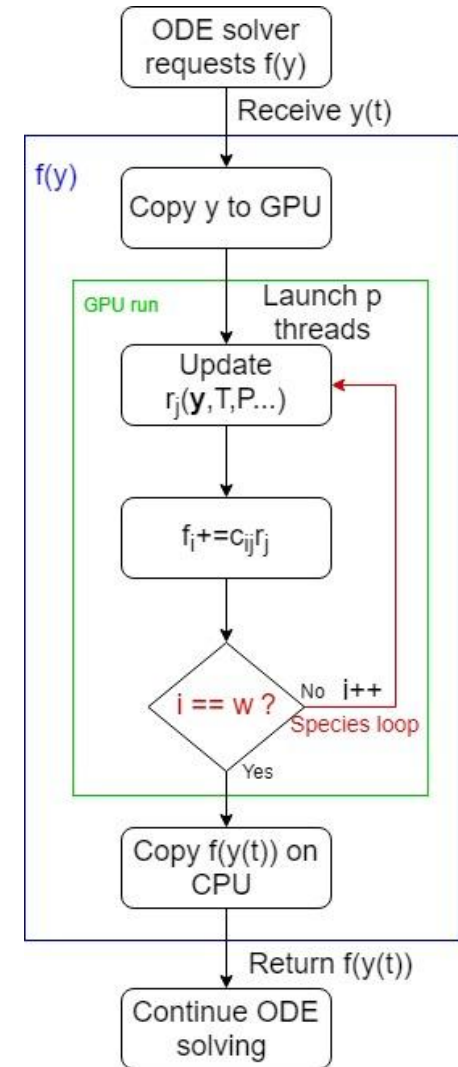 ODE solver
requests f(y)
Receive y(t)
f(y)
Copy y to GPU
GPU run
Launch p
threads
Update
rj(y,T,P...)
fi+=cijrj
i == w ?
No
i++
Species loop
Yes
Copy f(y(t)) on
CPU
Return f(y(t))
Continue ODE
solving